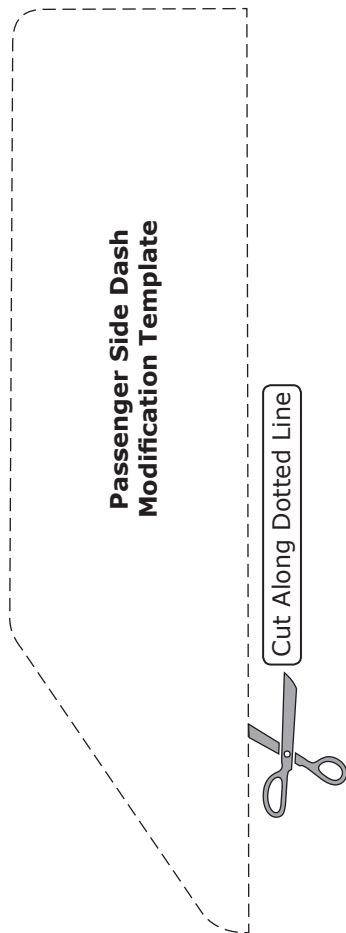 Passenger Side Dash
Modification Template
Cut Along Dotted Line